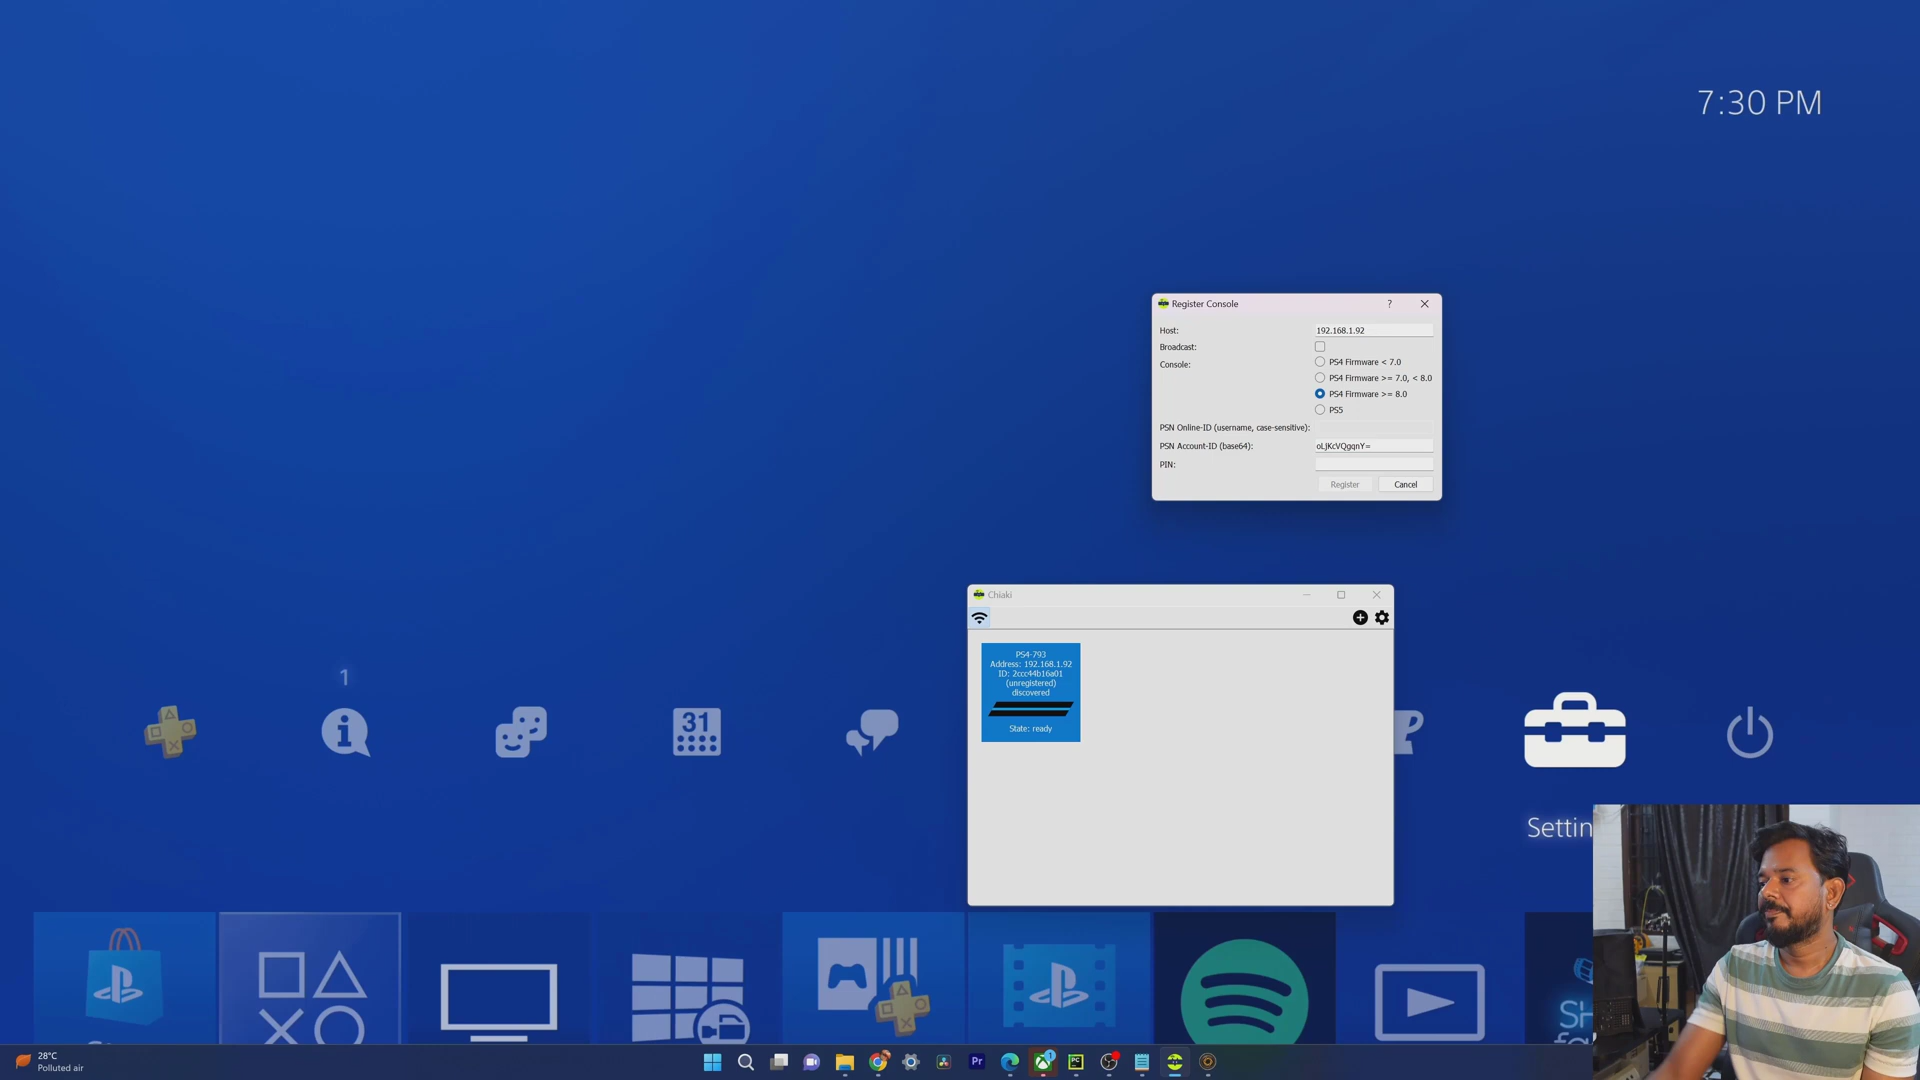 7:30 PM
Register Console
?
Host:
192.168.1.92
Broadcast:
Console:
PS4 Firmware < 7.0
PS4 Firmware >= 7.0, < 8.0
PS4 Firmware >= 8.0
PS5
PSN Online-ID (username, case-sensitive):
PSN Account-ID (base64):
oLjKcVQgqnY=
PIN:
Register
Cancel
Chiaki
PS4-793
Address: 192.168.1.92
ID: 2ccc44b16a01
(unregistered)
discovered
State: ready
1
31
Settin
28°C
Polluted air
Pr
1
PC